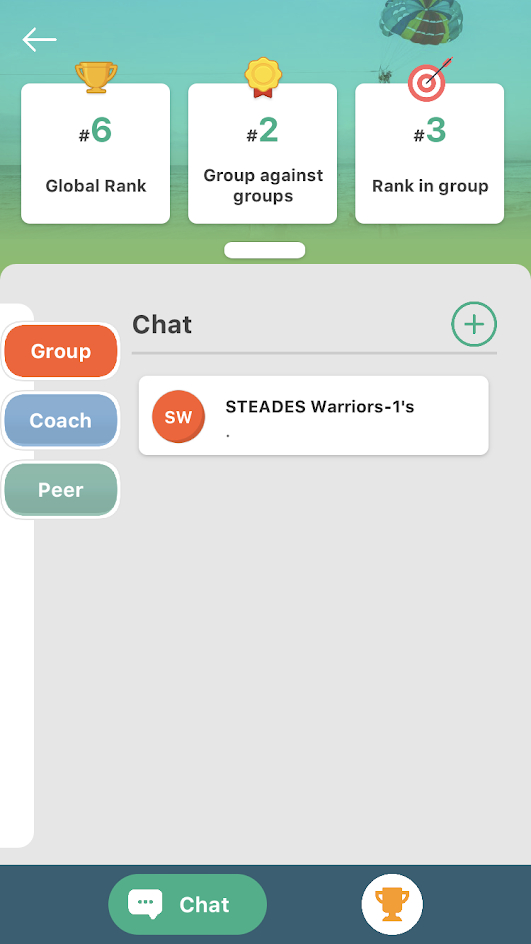 #6
Global Rank
#2
Group against
groups
#3
Rank in group
Chat
Group
Coach
Peer
SW
STEADES Warriors-1's
.
Chat